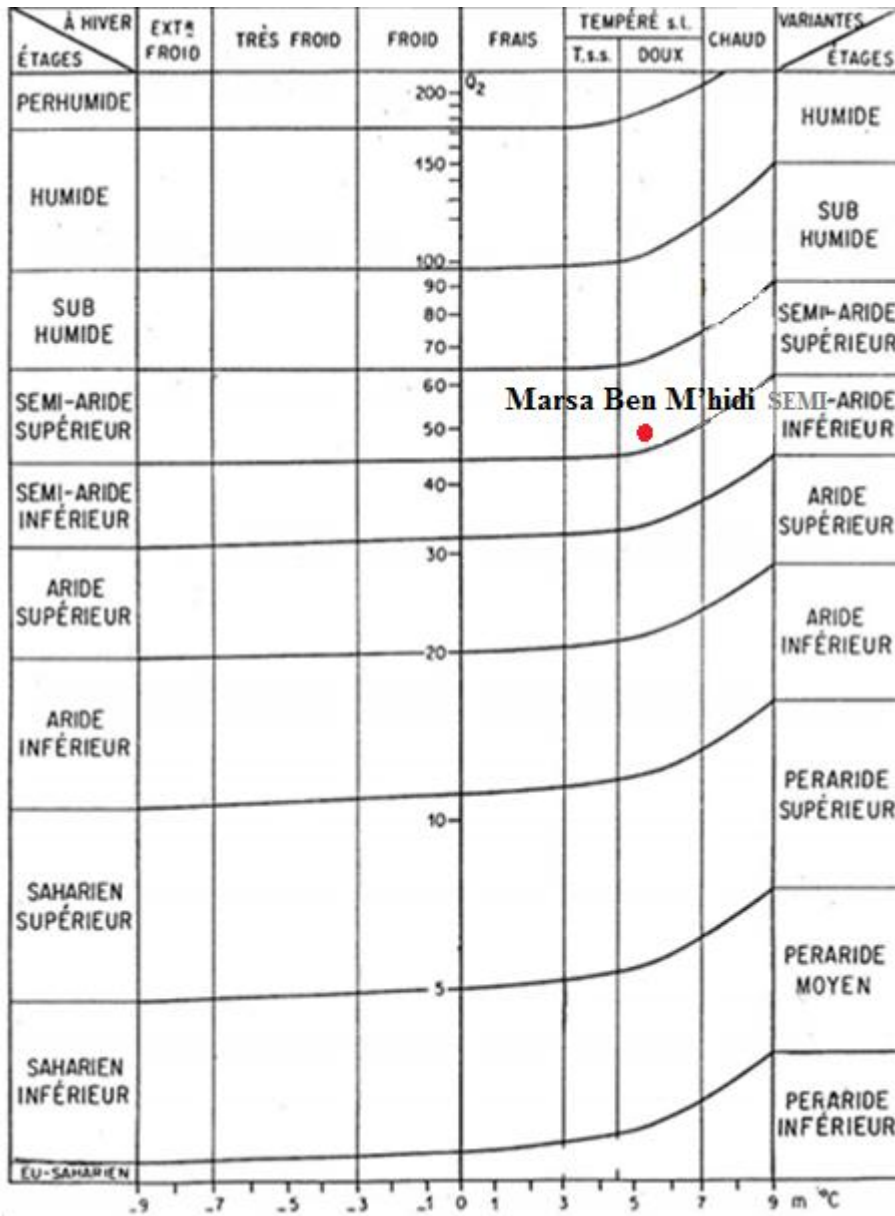 À HIVER
ÉTAGES
EXTt
FROID
TRÈS FROID
FROID
FRAIS
TEMPÉRÉ s.l.
T.s.s.
DOUX
CHAUD
VARIANTES
ÉTAGES
PERHUMIDE
HUMIDE
SUB
HUMIDE
SEMI-ARIDE
SUPÉRIEUR
SEMI-ARIDE
INFÉRIEUR
ARIDE
SUPÉRIEUR
ARIDE
INFÉRIEUR
SAHARIEN
SUPÉRIEUR
SAHARIEN
INFÉRIEUR
EU-SAHARIEN
Q2
200
150
100
90
80
70
60
50
40
30
20
10
5
Marsa Ben M'hidi
HUMIDE
SUB
HUMIDE
SEMI-ARIDE
SUPÉRIEUR
SEMI-ARIDE
INFÉRIEUR
ARIDE
SUPÉRIEUR
ARIDE
INFÉRIEUR
PERARIDE
SUPÉRIEUR
PERARIDE
MOYEN
PERARIDE
INFÉRIEUR
-9 -7 -5 -3 -1 0 1 3 5 7 9 m °C